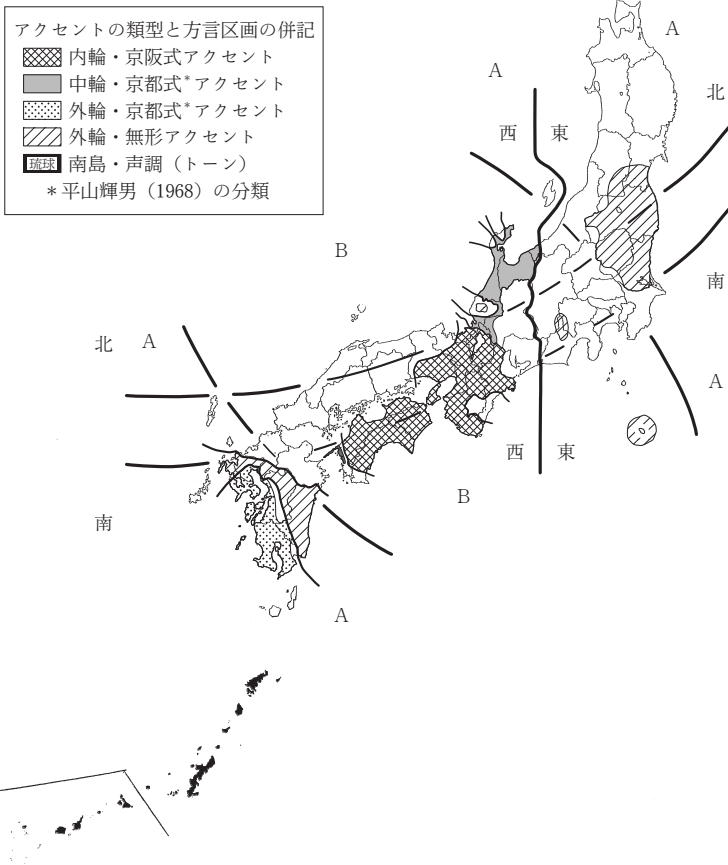 アクセントの類型と方言区画の併記
内輪・京阪式アクセント
中輪・京都式*アクセント
外輪・京都式*アクセント
外輪・無形アクセント
琉球 南島・声調（トーン）
＊平山輝男（1968）の分類
A
A
北
西 東
B
北 A
南
A
西 東
B
南
A